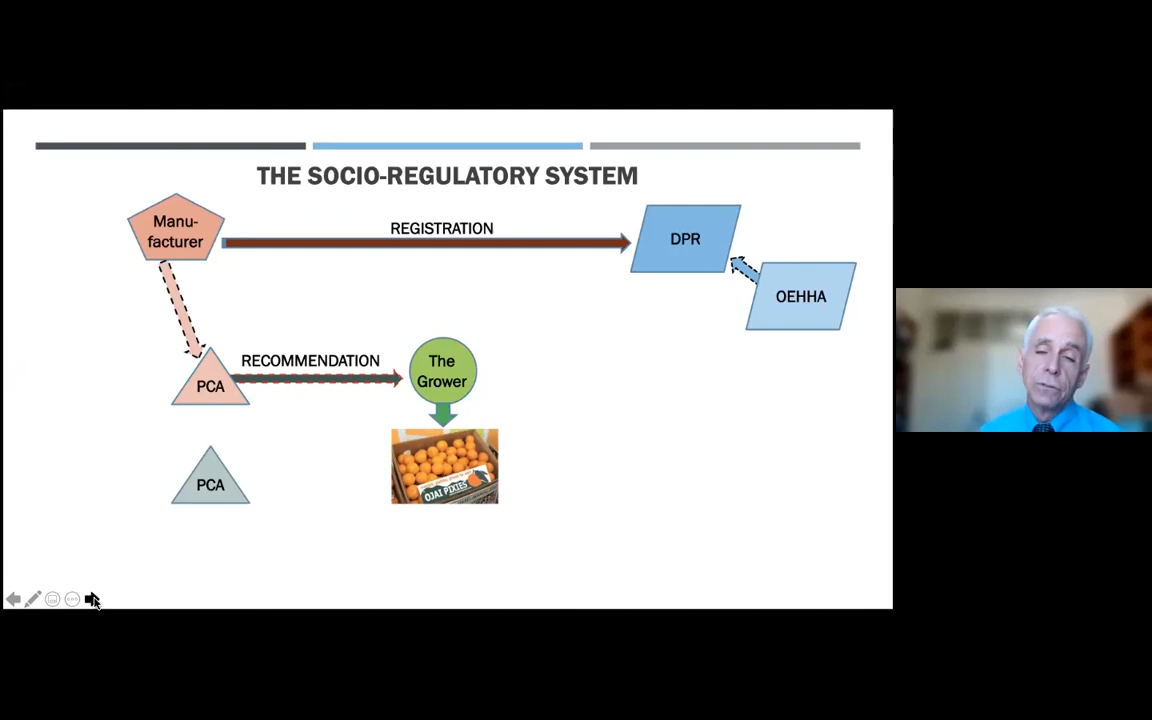 THE SOCIO-REGULATORY SYSTEM
Manu-
facturer
REGISTRATION
DPR
OEHHA
RECOMMENDATION
PCA
The
Grower
OJAI PIXIES
PCA